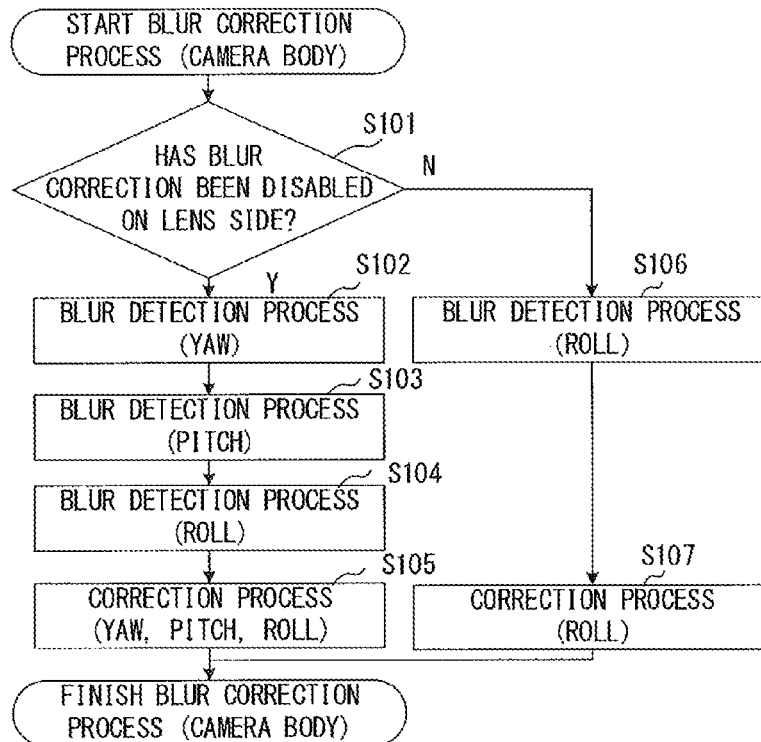 START BLUR CORRECTION
PROCESS (CAMERA BODY)
S101
HAS BLUR
CORRECTION BEEN DISABLED
ON LENS SIDE?
N
Y
S102
BLUR DETECTION PROCESS
(YAW)
S103
BLUR DETECTION PROCESS
(PITCH)
S104
BLUR DETECTION PROCESS
(ROLL)
S105
CORRECTION PROCESS
(YAW, PITCH, ROLL)
S106
BLUR DETECTION PROCESS
(ROLL)
S107
CORRECTION PROCESS
(ROLL)
FINISH BLUR CORRECTION
PROCESS (CAMERA BODY)